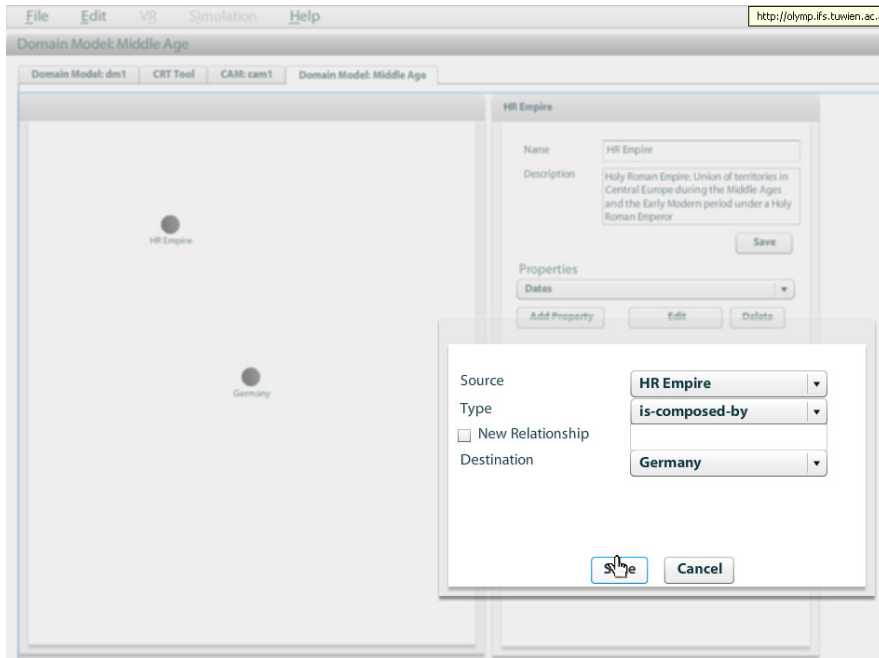 File Edit VR Simulation Help
http://olymp.ifs.tuwien.ac.
Domain Model: Middle Age
Domain Model: dm1 CRT Tool CAM: cam1 Domain Model: Middle Age
HR Empire
Name HR Empire
Description Holy Roman Empire: Union of territories in
Central Europe during the Middle Ages
and the Early Modern period under a Holy
Roman Emperor
HR Empire
Save
Properties
Dates
Add Property Edit Delete
Germany
Source HR Empire
Type is-composed-by
New Relationship
Destination Germany
Cancel